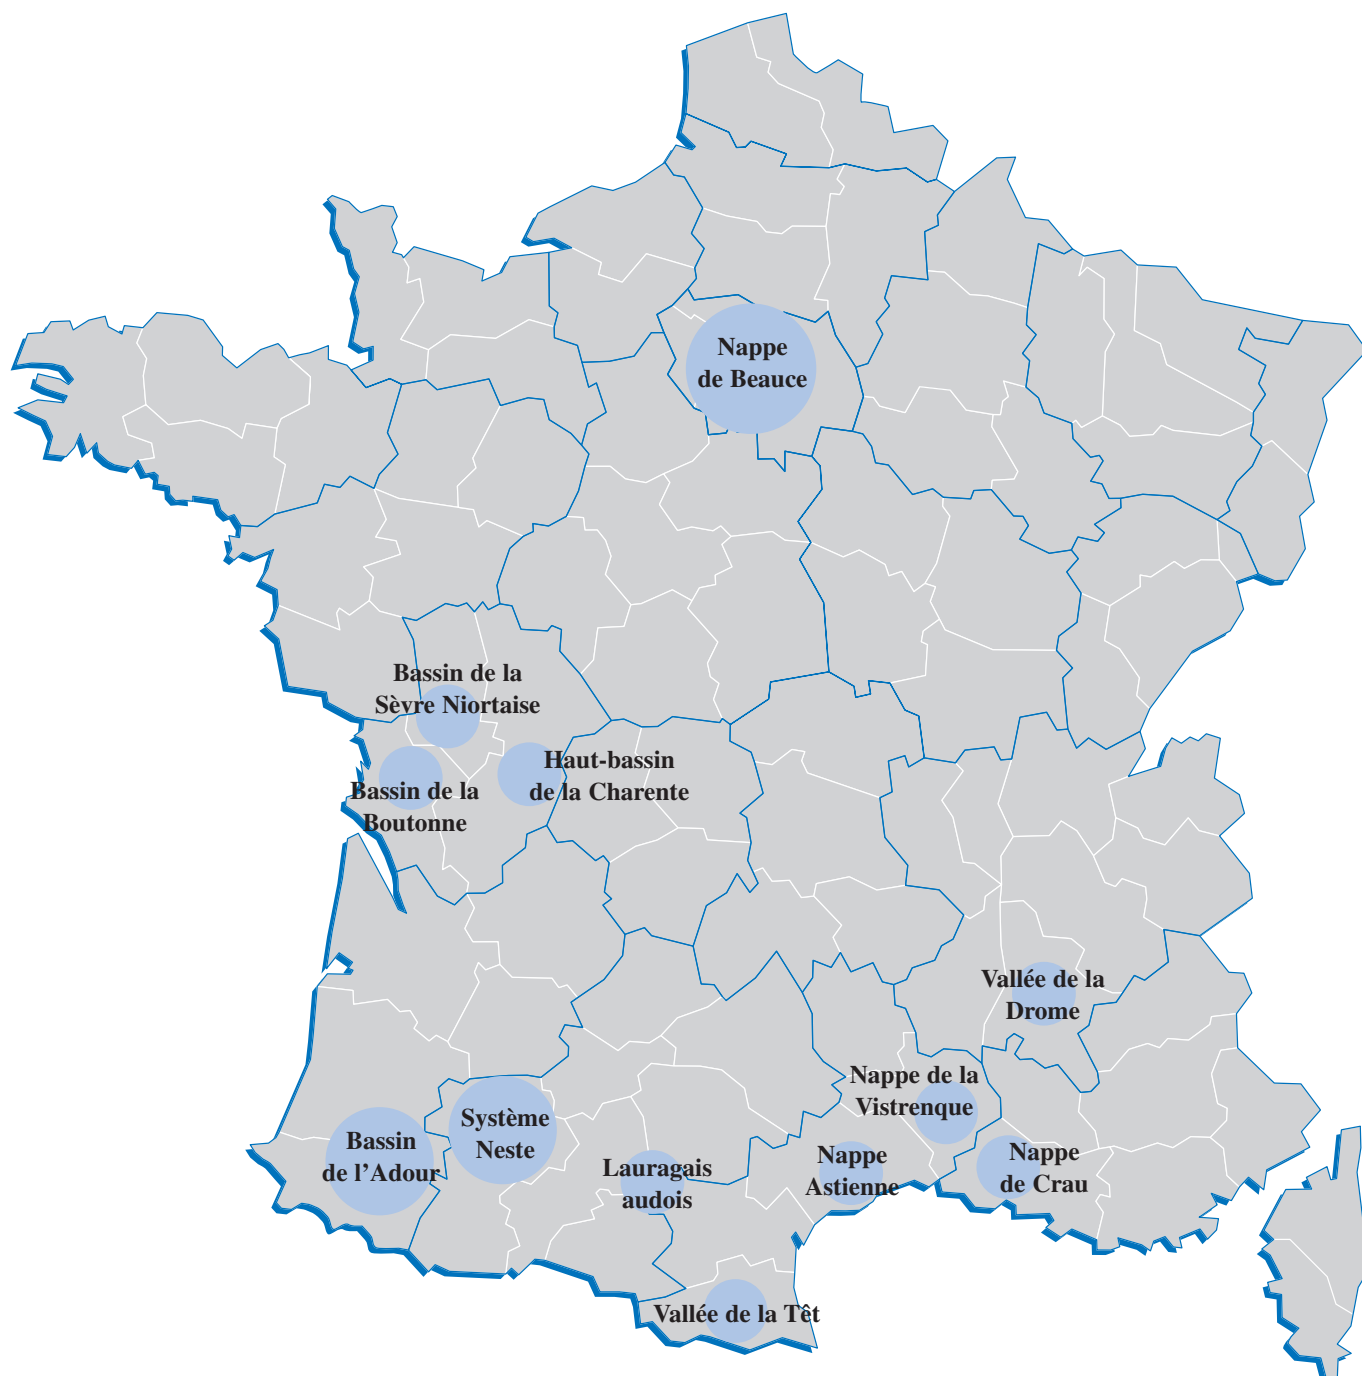 Nappe
de Beauce
Bassin de la
Sèvre Niortaise
Haut-bassin
de la Charente
Bassin de la
Boutonne
Vallée de la
Drome
Nappe de la
Vistrenque
Système
Neste
Bassin
de l'Adour
Lauragais
audois
Nappe
Astienne
Nappe
de Crau
Vallée de la Têt